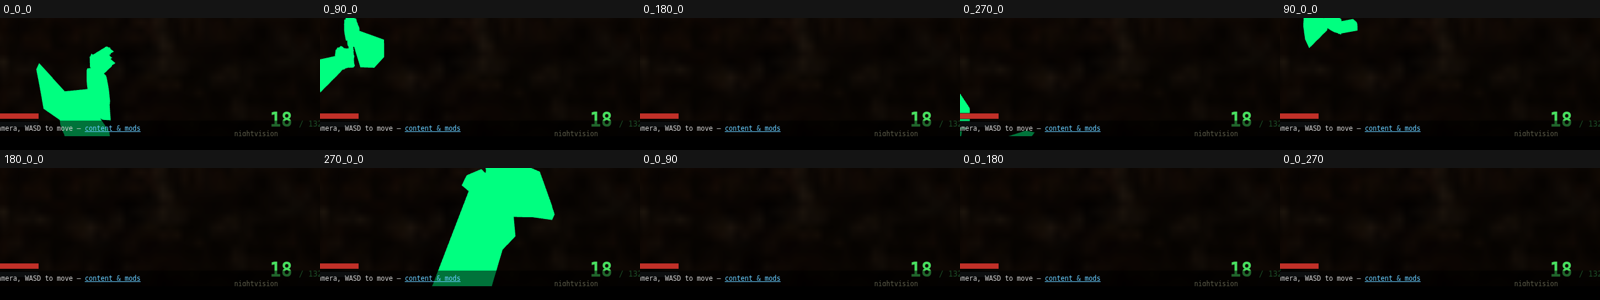 0_0_0 0_90_0 0_180_0 0_270_0 90_0_0
18 18 18 18 18
mera, WASD to move — content & mods mera, WASD to move — content & mods mera, WASD to move — content & mods mera, WASD to move — content & mods mera, WASD to move — content & mods
nightvision nightvision nightvision nightvision nightvision
180_0_0 270_0_0 0_0_90 0_0_180 0_0_270
18 18 18 18 18
mera, WASD to move — content & mods mera, WASD to move — content & mods mera, WASD to move — content & mods mera, WASD to move — content & mods mera, WASD to move — content & mods
nightvision nightvision nightvision nightvision nightvision